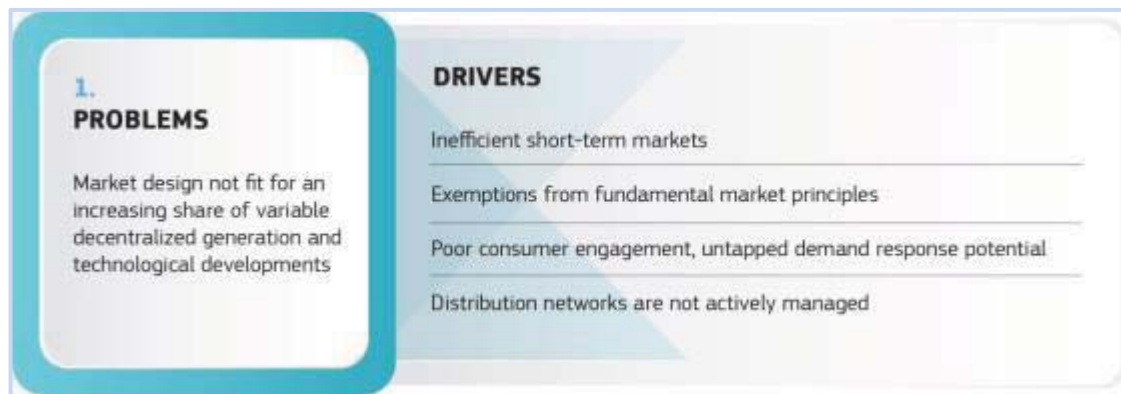 1.
PROBLEMS
Market design not fit for an
increasing share of variable
decentralized generation and
technological developments
DRIVERS
Inefficient short-term markets
Exemptions from fundamental market principles
Poor consumer engagement, untapped demand response potential
Distribution networks are not actively managed